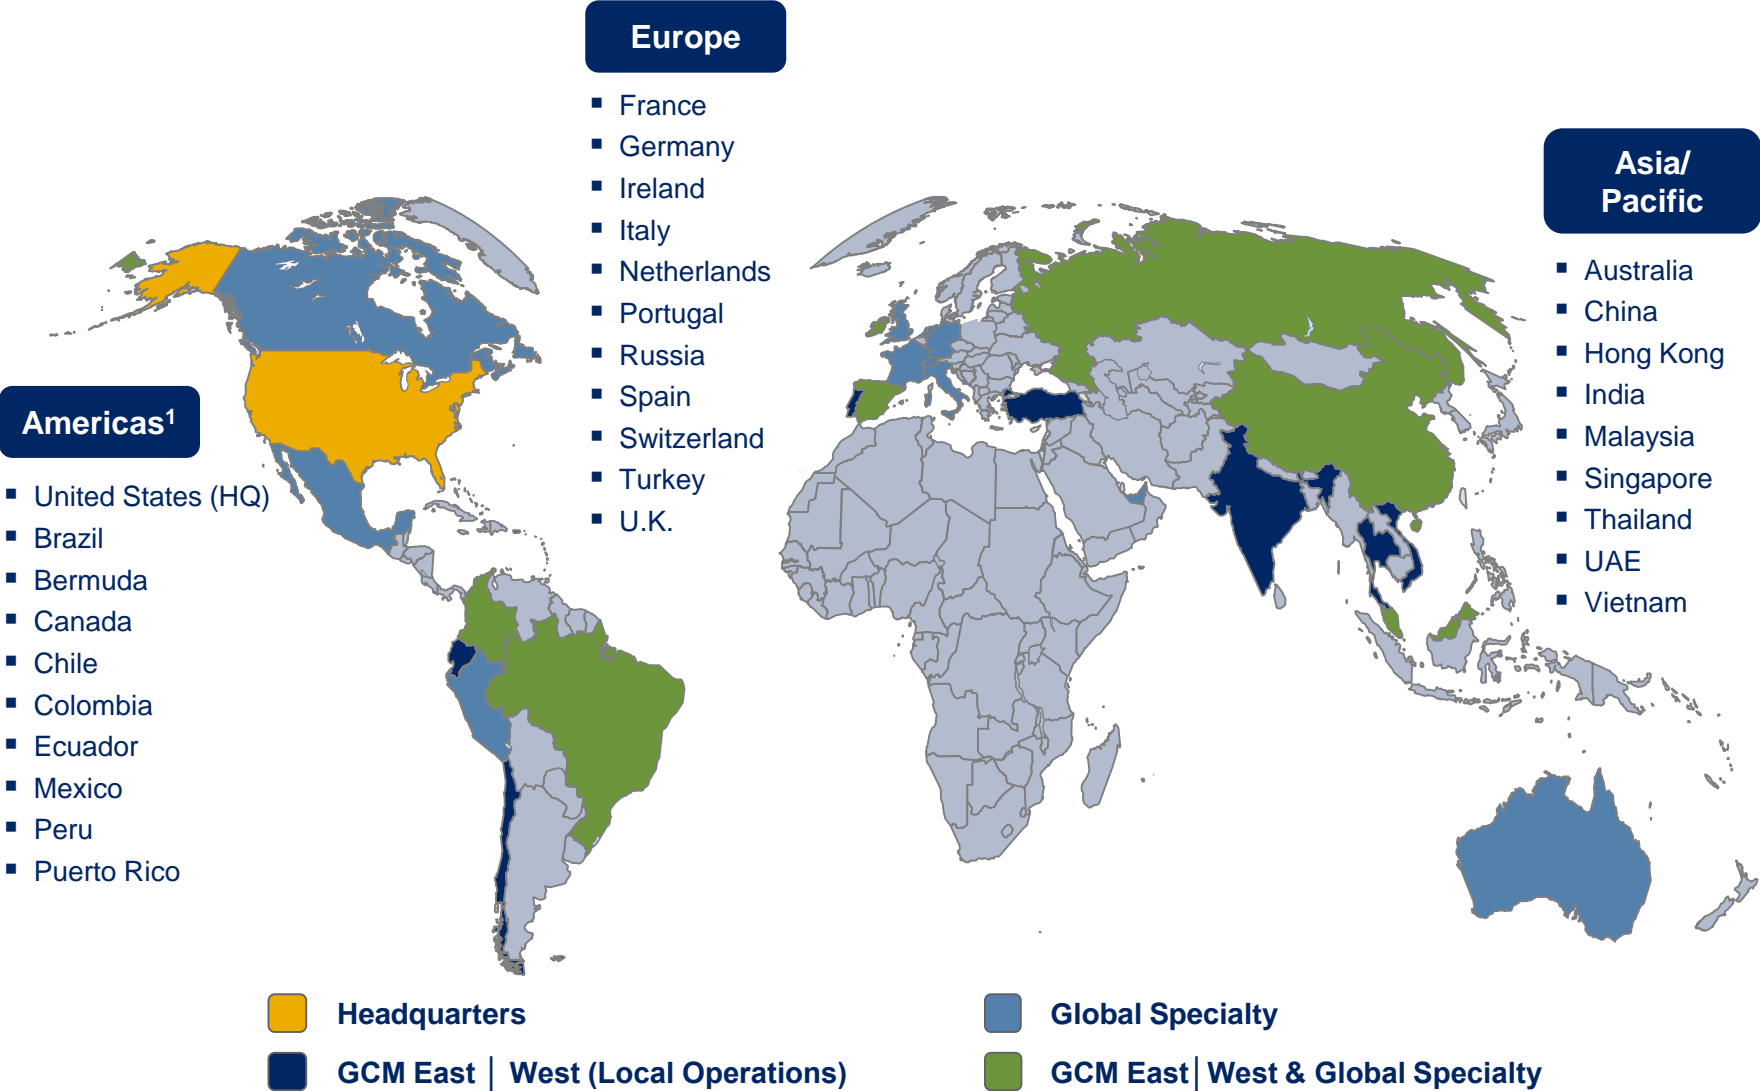 Europe
▪ France
▪ Germany
▪ Ireland
▪ Italy
▪ Netherlands
▪ Portugal
▪ Russia
▪ Spain
▪ Switzerland
▪ Turkey
▪ U.K.
Asia/
Pacific
▪ Australia
▪ China
▪ Hong Kong
▪ India
▪ Malaysia
▪ Singapore
▪ Thailand
▪ UAE
▪ Vietnam
Americas¹
▪ United States (HQ)
▪ Brazil
▪ Bermuda
▪ Canada
▪ Chile
▪ Colombia
▪ Ecuador
▪ Mexico
▪ Peru
▪ Puerto Rico
Headquarters
GCM East │ West (Local Operations)
Global Specialty
GCM East│West & Global Specialty